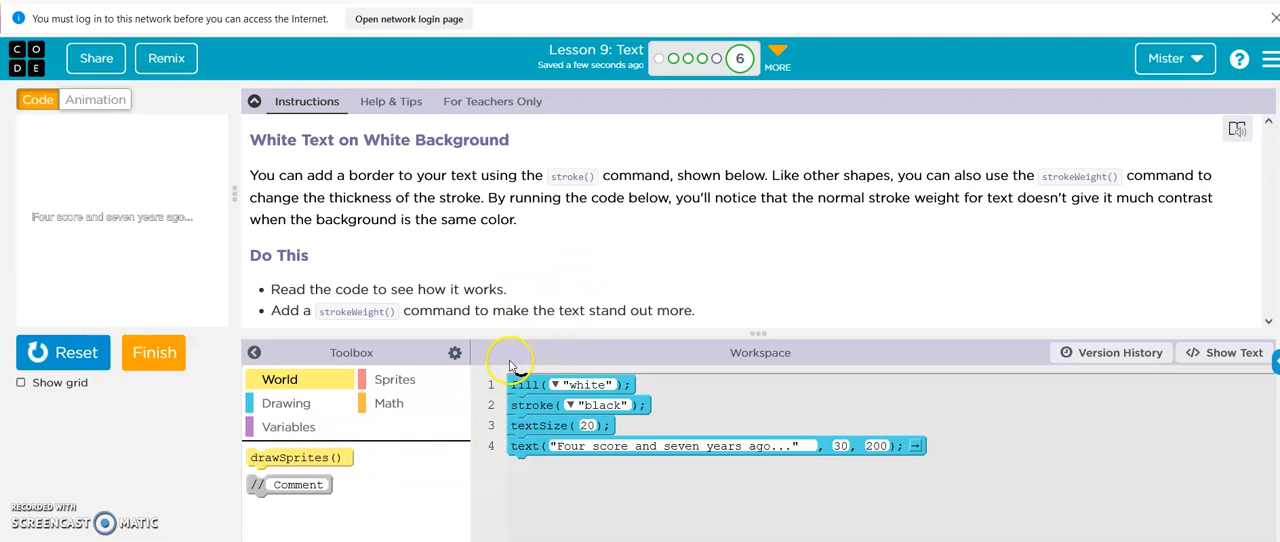 You must log in to this network before you can access the Internet. Open network login page
CO
DE
Share
Remix
Lesson 9: Text
Saved a few seconds ago
6
MORE
Mister
?
Code
Animation
Instructions
Help & Tips
For Teachers Only
White Text on White Background
You can add a border to your text using the stroke() command, shown below. Like other shapes, you can also use the strokeWeight() command to
change the thickness of the stroke. By running the code below, you'll notice that the normal stroke weight for text doesn't give it much contrast
when the background is the same color.
Four score and seven years ago...
Do This
• Read the code to see how it works.
• Add a strokeWeight() command to make the text stand out more.
Reset
Finish
Show grid
Toolbox
Workspace
Version History
</> Show Text
World
Sprites
Drawing
Math
Variables
drawSprites()
// Comment
1 fill( "white" );
2 stroke( "black" );
3 textSize( 20 );
4 text( "Four score and seven years ago..." , 30, 200 );
RECORDED WITH
SCREENCAST MATIC